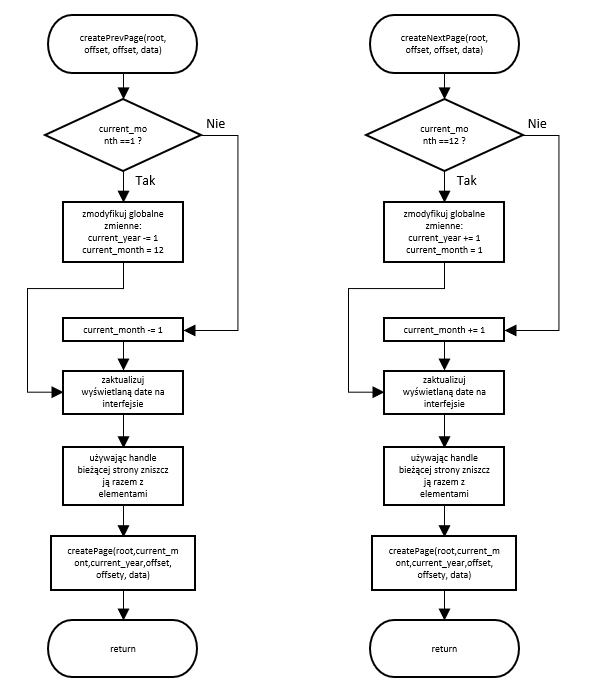 createPrevPage(root,
offset, offset, data)
current_mo
nth ==1 ?
Nie
Tak
zmodyfikuj globalne
zmienne:
current_year -= 1
current_month = 12
current_month -= 1
zaktualizuj
wyświetlaną date na
interfejsie
używając handle
bieżącej strony zniszcz
ją razem z
elementami
createPage(root,current_m
ont,current_year,offset,
offsety, data)
return
createNextPage(root,
offset, offset, data)
current_mo
nth ==12 ?
Nie
Tak
zmodyfikuj globalne
zmienne:
current_year += 1
current_month = 1
current_month += 1
zaktualizuj
wyświetlaną date na
interfejsie
używając handle
bieżącej strony zniszcz
ją razem z
elementami
createPage(root,current_m
ont,current_year,offset,
offsety, data)
return